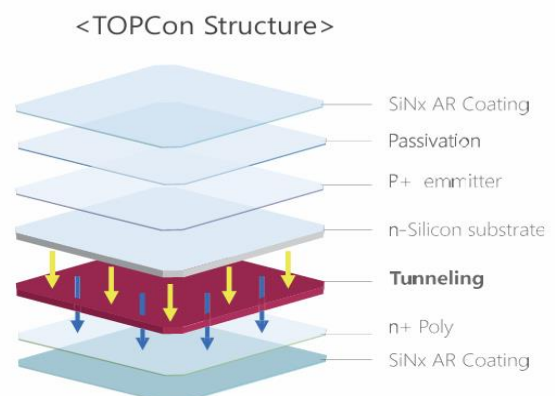 <TOPCon Structure>
SiNx AR Coating
Passivation
P+ emmitter
n-Silicon substrate
Tunneling
n+ Poly
SiNx AR Coating